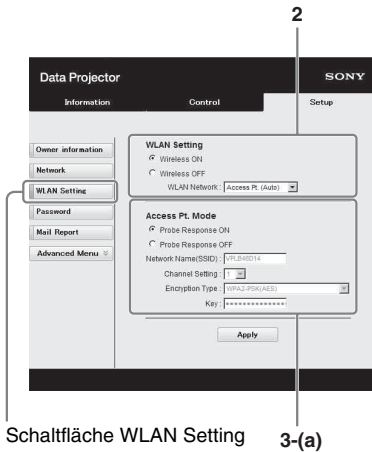 2
Data Projector
SONY
Information Control Setup
Owner information
Network
WLAN Setting
Password
Mail Report
Advanced Menu
WLAN Setting
Wireless ON
Wireless OFF
WLAN Network : Access Pt. (Auto)
Access Pt. Mode
Probe Response ON
Probe Response OFF
Network Name(SSID) : VPLB46D14
Channel Setting : 1
Encryption Type : WPA2-PSK(AES)
Key : **************
Apply
Schaltfläche WLAN Setting
3-(a)